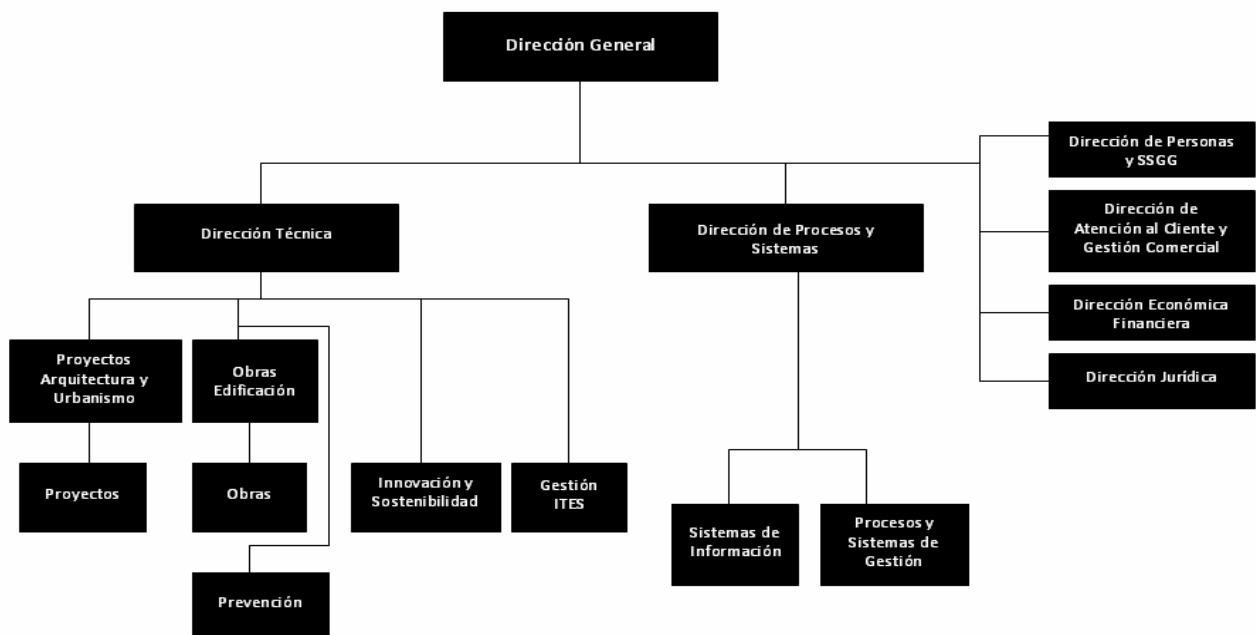 Dirección General
Dirección de Personas
y SSGG
Dirección de
Atención al Cliente y
Gestión Comercial
Dirección Económica
Financiera
Dirección Jurídica
Dirección Técnica
Dirección de Procesos y
Sistemas
Proyectos
Arquitectura y
Urbanismo
Obras
Edificación
Proyectos
Obras
Innovación y
Sostenibilidad
Gestión
ITES
Prevención
Sistemas de
Información
Procesos y
Sistemas de
Gestión